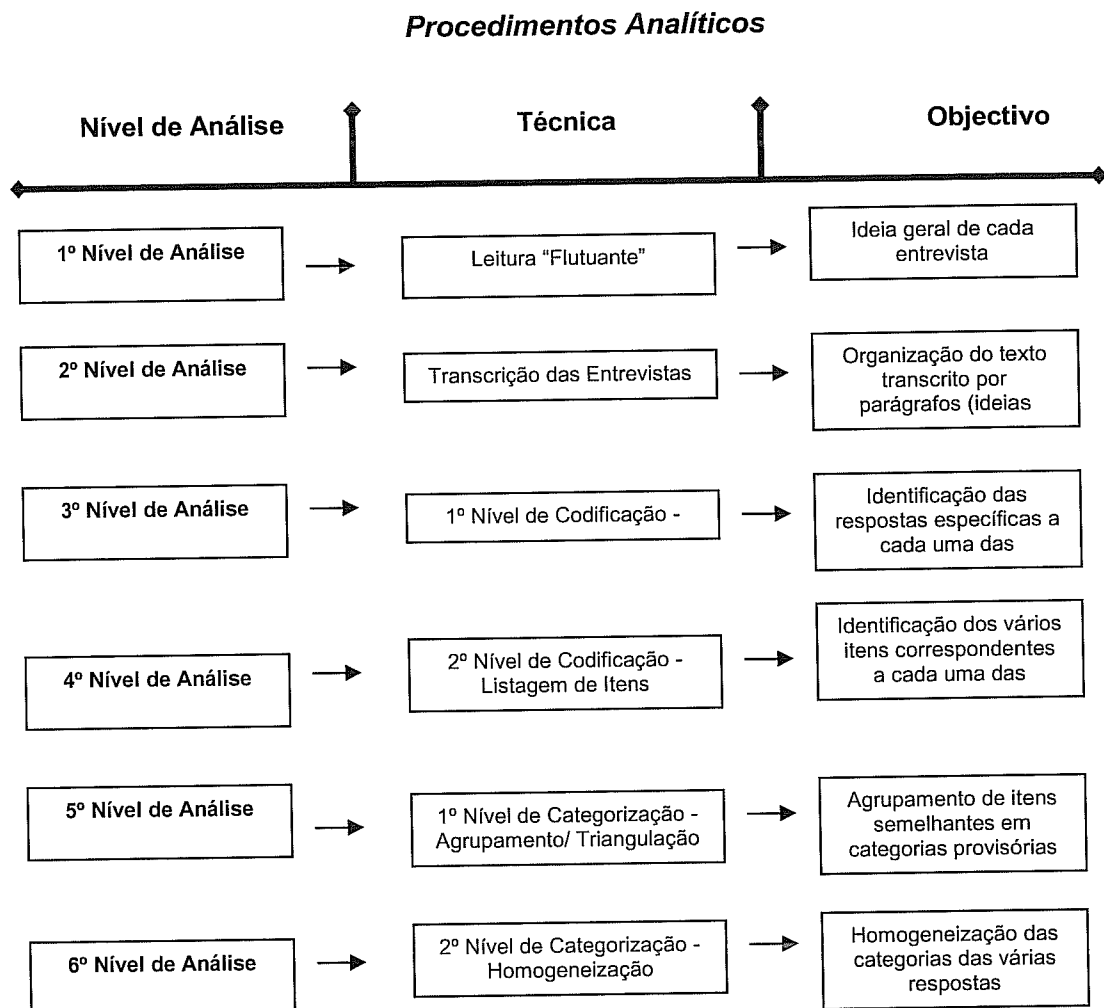 Procedimentos Analíticos
Nível de Análise
Técnica
Objectivo
1º Nível de Análise
Leitura “Flutuante”
Ideia geral de cada
entrevista
2º Nível de Análise
Transcrição das Entrevistas
Organização do texto
transcrito por
parágrafos (ideias
3º Nível de Análise
1º Nível de Codificação -
Identificação das
respostas específicas a
cada uma das
4º Nível de Análise
2º Nível de Codificação -
Listagem de Itens
Identificação dos vários
itens correspondentes
a cada uma das
5º Nível de Análise
1º Nível de Categorização -
Agrupamento/ Triangulação
Agrupamento de itens
semelhantes em
categorias provisórias
6º Nível de Análise
2º Nível de Categorização -
Homogeneização
Homogeneização das
categorias das várias
respostas